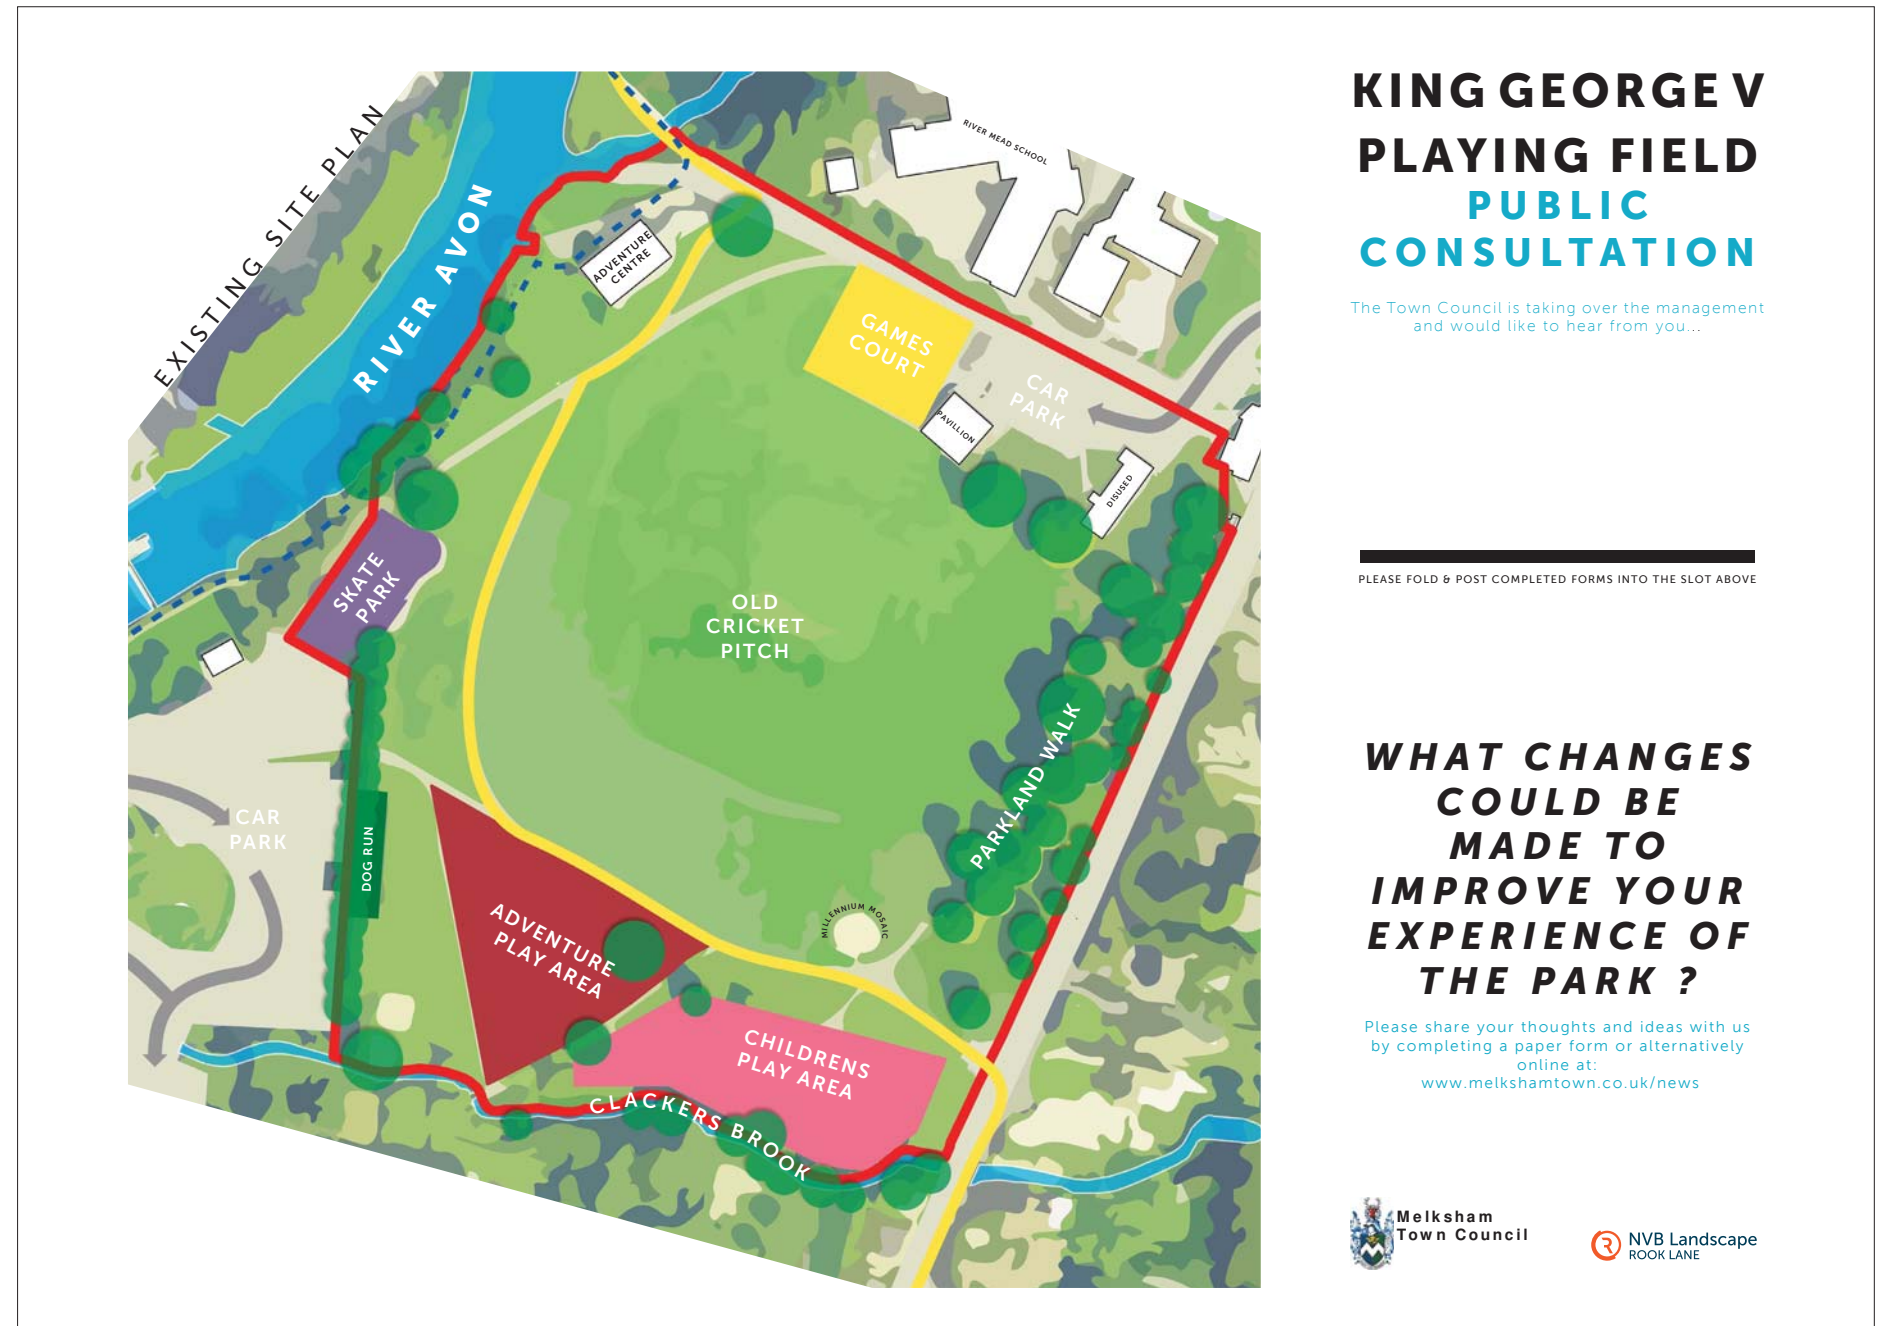 EXISTING SITE PLAN
RIVER AVON
RIVER MEAD SCHOOL
ADVENTURE
CENTRE
GAMES
COURT
CAR
PARK
PAVILLION
DISUSED
SKATE
PARK
OLD
CRICKET
PITCH
PARKLAND WALK
CAR
PARK
DOG RUN
ADVENTURE
PLAY AREA
MILLENNIUM MOSAIC
CHILDRENS
PLAY AREA
CLACKERS BROOK
KING GEORGE V
PLAYING FIELD
PUBLIC
CONSULTATION
The Town Council is taking over the management
and would like to hear from you...
PLEASE FOLD & POST COMPLETED FORMS INTO THE SLOT ABOVE
WHAT CHANGES
COULD BE
MADE TO
IMPROVE YOUR
EXPERIENCE OF
THE PARK ?
Please share your thoughts and ideas with us
by completing a paper form or alternatively
online at:
www.melkshamtown.co.uk/news
Melksham
Town Council
NVB Landscape
ROOK LANE